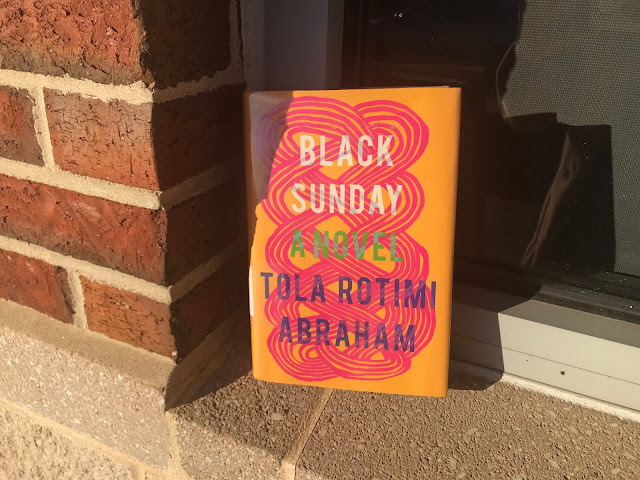 BLACK
SUNDAY
A NOVEL
TOLA ROTIMI
ABRAHAM